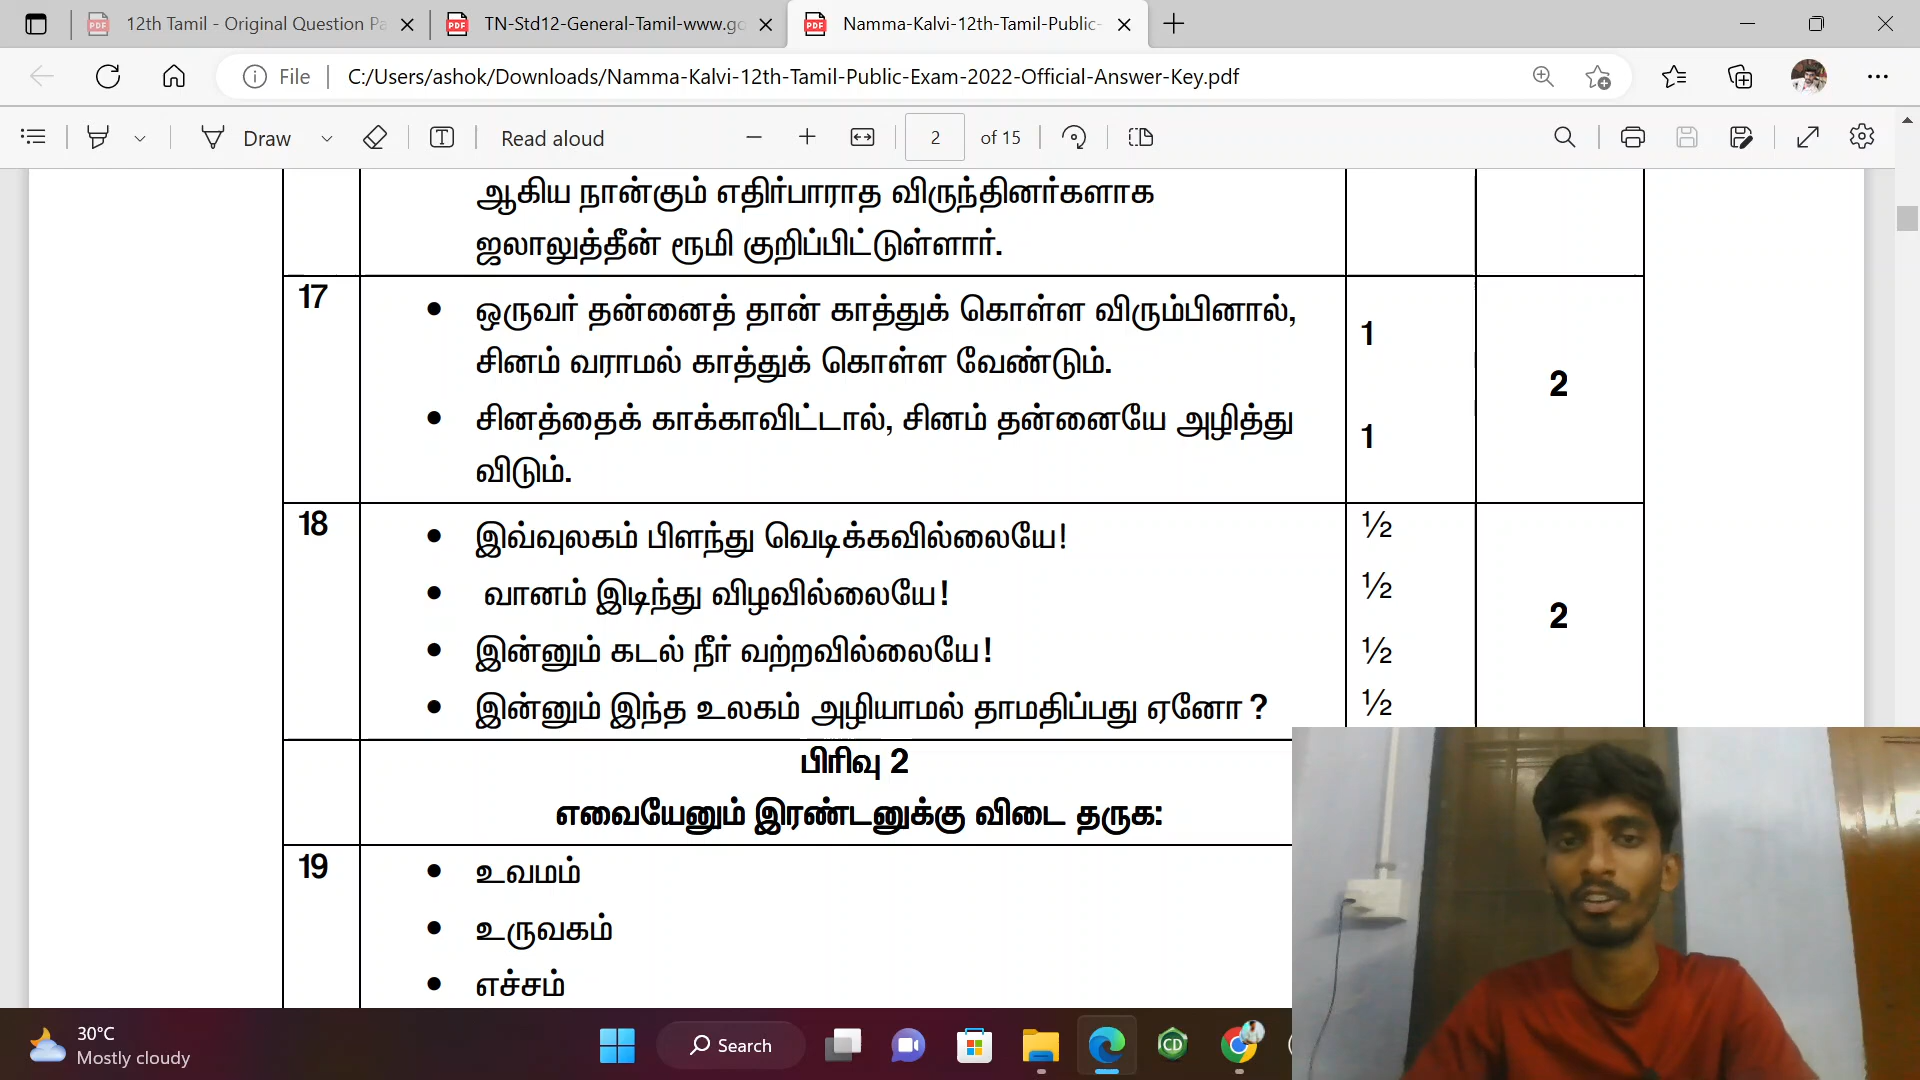 12th Tamil - Original Question Pa
TN-Std12-General-Tamil-www.go
Namma-Kalvi-12th-Tamil-Public-
File
C:/Users/ashok/Downloads/Namma-Kalvi-12th-Tamil-Public-Exam-2022-Official-Answer-Key.pdf
Draw
Read aloud
2
of 15
ஆகிய நான்கும் எதிர்பாராத விருந்தினர்களாக
ஜலாலுத்தீன் ரூமி குறிப்பிட்டுள்ளார்.
17
• ஒருவர் தன்னைத் தான் காத்துக் கொள்ள விரும்பினால்,
சினம் வராமல் காத்துக் கொள்ள வேண்டும்.
1
• சினத்தைக் காக்காவிட்டால், சினம் தன்னையே அழித்து
விடும்.
1
2
18
• இவ்வுலகம் பிளந்து வெடிக்கவில்லையே!
½
• வானம் இடிந்து விழவில்லையே!
½
• இன்னும் கடல் நீர் வற்றவில்லையே!
½
• இன்னும் இந்த உலகம் அழியாமல் தாமதிப்பது ஏனோ ?
½
2
பிரிவு 2
எவையேனும் இரண்டனுக்கு விடை தருக:
19
• உவமம்
• உருவகம்
• எச்சம்
30°C
Mostly cloudy
Search